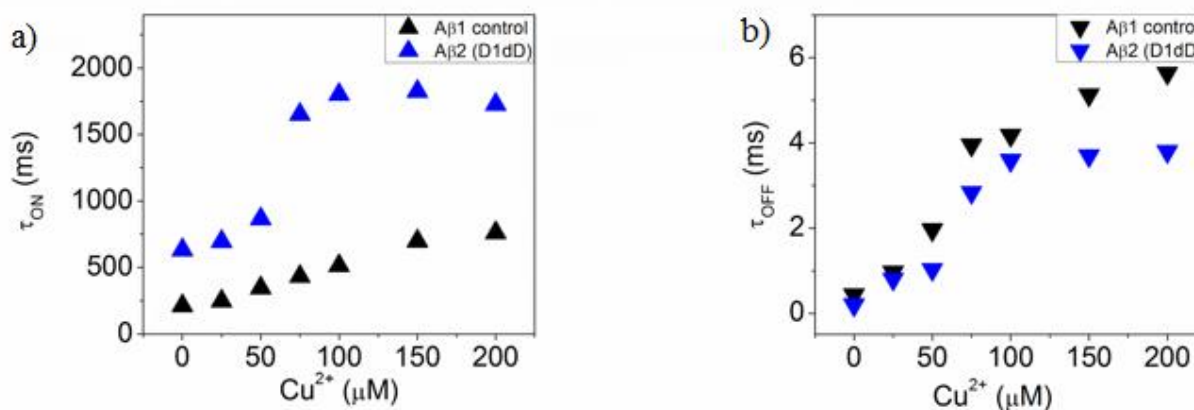 a)
Aβ1 control
Aβ2 (D1dD)
2000
1500
1000
500
0
τON (ms)
0 50 100 150 200
Cu²⁺ (μM)
b)
Aβ1 contro
Aβ2 (D1dD
6
4
2
0
τOFF (ms)
0 50 100 150 200
Cu²⁺ (μM)